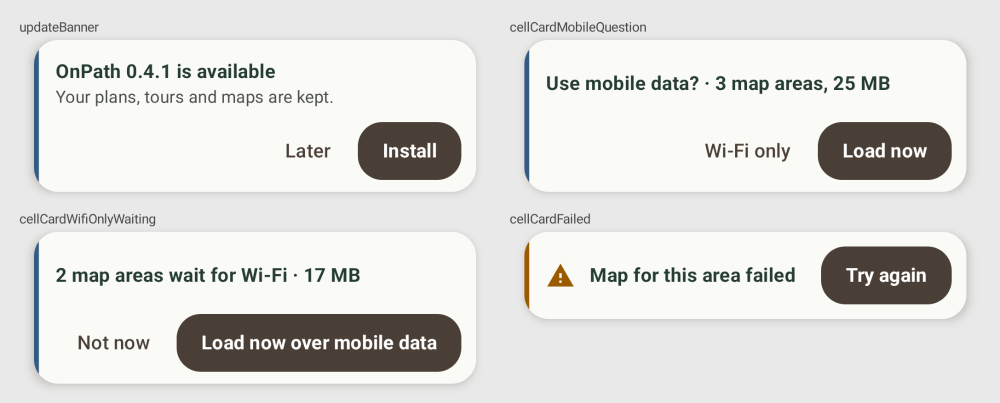 updateBanner
OnPath 0.4.1 is available
Your plans, tours and maps are kept.
Later
Install
cellCardMobileQuestion
Use mobile data? · 3 map areas, 25 MB
Wi-Fi only
Load now
cellCardWifiOnlyWaiting
2 map areas wait for Wi-Fi · 17 MB
Not now
Load now over mobile data
cellCardFailed
Map for this area failed
Try again